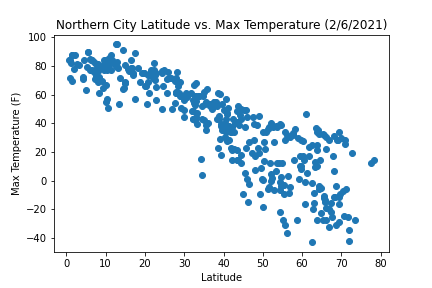 Northern City Latitude vs. Max Temperature (2/6/2021)
100
80
60
40
20
0
−20
−40
Max Temperature (F)
0 10 20 30 40 50 60 70 80
Latitude